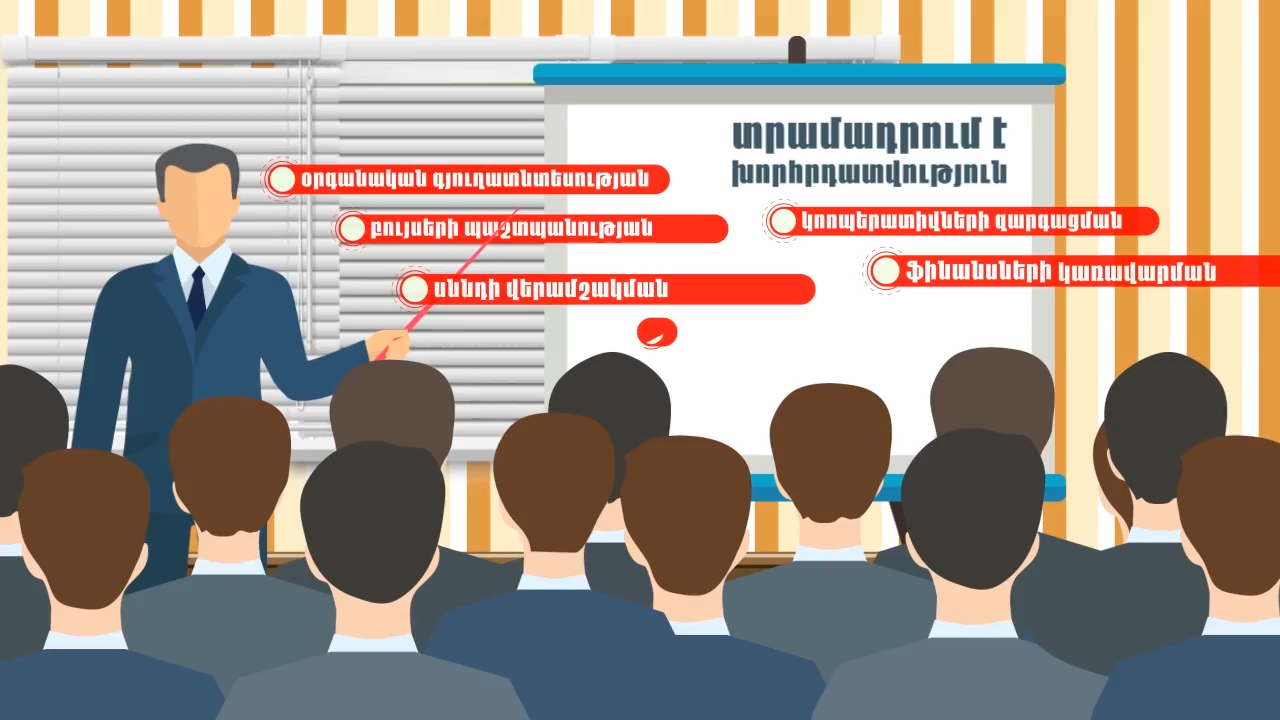 տրամադրում է
խորհրդատվություն
օրգանական գյուղատնտեսության
բույսերի պաշտպանության
սննդի վերամշակման
կոոպերատիվների զարգացման
ֆինանսների կառավարման